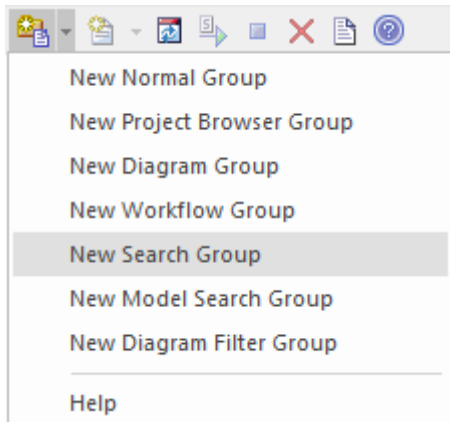 S
New Normal Group
New Project Browser Group
New Diagram Group
New Workflow Group
New Search Group
New Model Search Group
New Diagram Filter Group
Help